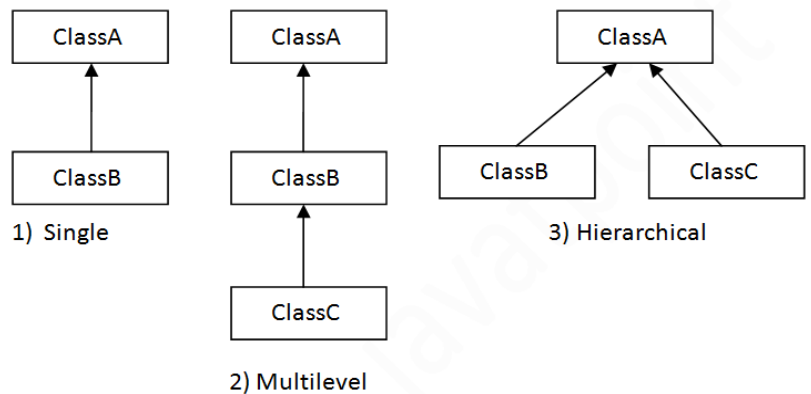 ClassA
ClassB
1) Single
ClassA
ClassB
ClassC
2) Multilevel
ClassA
ClassB
ClassC
3) Hierarchical